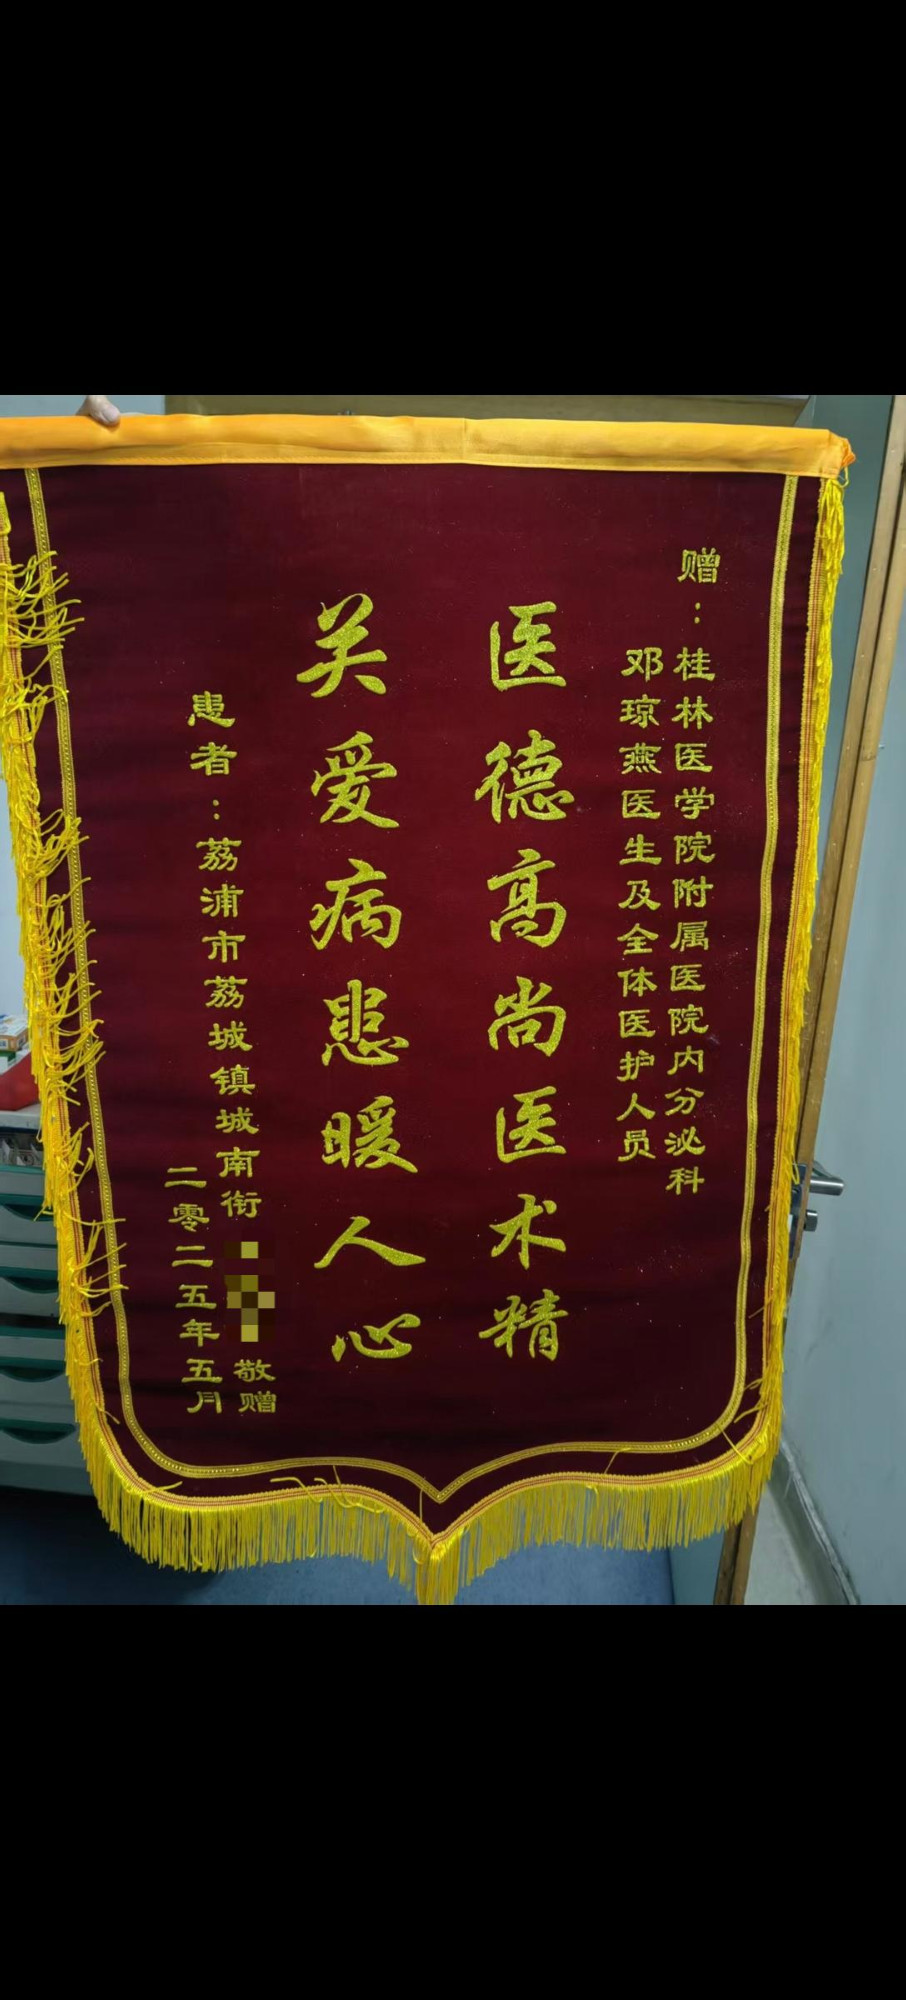 赠：桂林医学院附属医院内分泌科
邓琼燕医生及全体医护人员
医德高尚医术精
关爱病患暖人心
患者：荔浦市荔城镇城南衔
敬赠
二零二五年五月